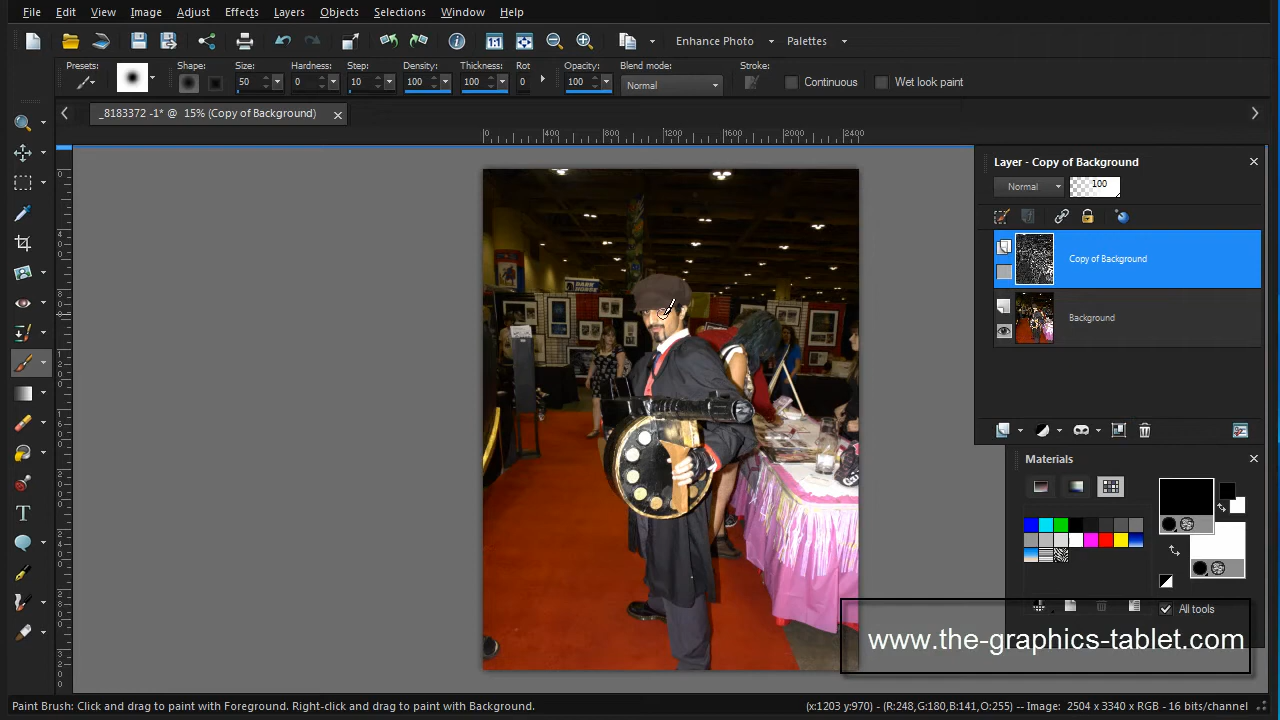 File Edit View Image Adjust Effects Layers Objects Selections Window Help
Enhance Photo Palettes
Presets: Shape: Size: Hardness: Step: Density: Thickness: Rot Opacity: Blend mode: Stroke:
50 0 10 100 100 0 100 Normal Continuous Wet look paint
_8183372 -1* @ 15% (Copy of Background)
0 400 800 1200 1600 2000 2400
Layer - Copy of Background
Normal 100
Copy of Background
Background
DARK HORSE
Materials
All tools
www.the-graphics-tablet.com
Paint Brush: Click and drag to paint with Foreground. Right-click and drag to paint with Background. (x:1203 y:970) - (R:248,G:180,B:141,O:255) -- Image: 2504 x 3340 x RGB - 16 bits/channel